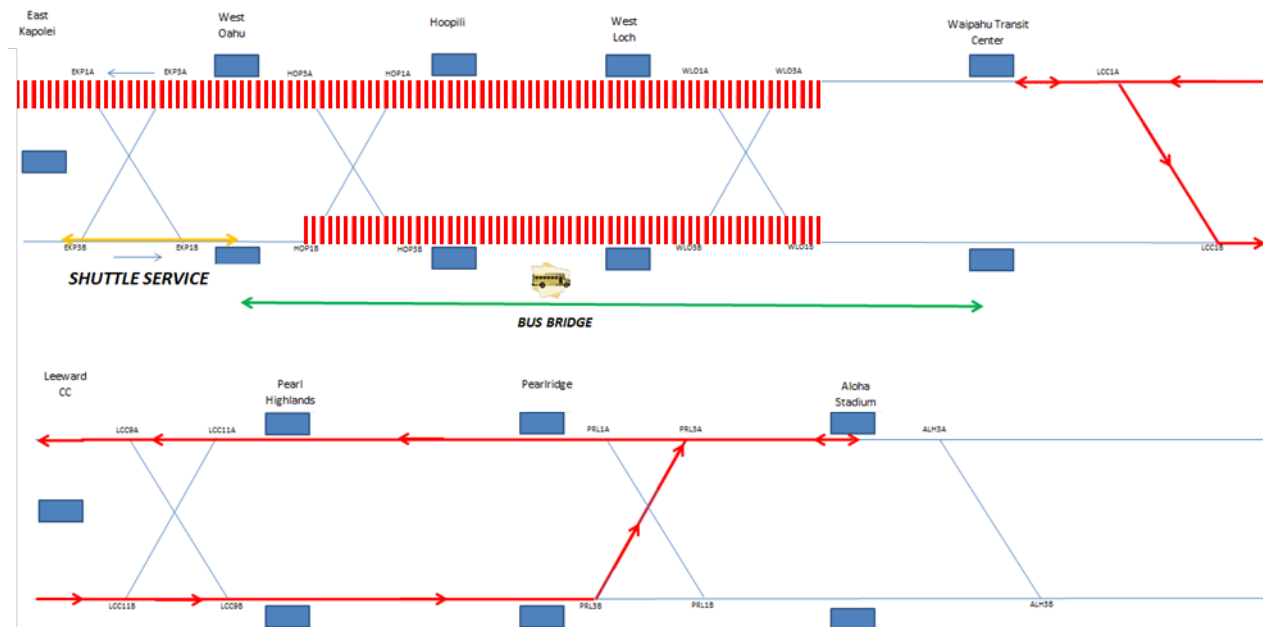 East
Kapolei
West
Oahu
Hoopili
West
Loch
Waipahu Transit
Center
EKP1A
EKP3A
HOP3A
HOP1A
WLO1A
WLO3A
LCC1A
EKP3B
EKP1B
HOP1B
HOP3B
WLO3B
WLO1B
LCC1B
SHUTTLE SERVICE
BUS BRIDGE
Leeward
CC
Pearl
Highlands
Pearlridge
Aloha
Stadium
LCC9A
LCC11A
PRL1A
PRL3A
ALH3A
LCC11B
LCC9B
PRL3B
PRL1B
ALH3B